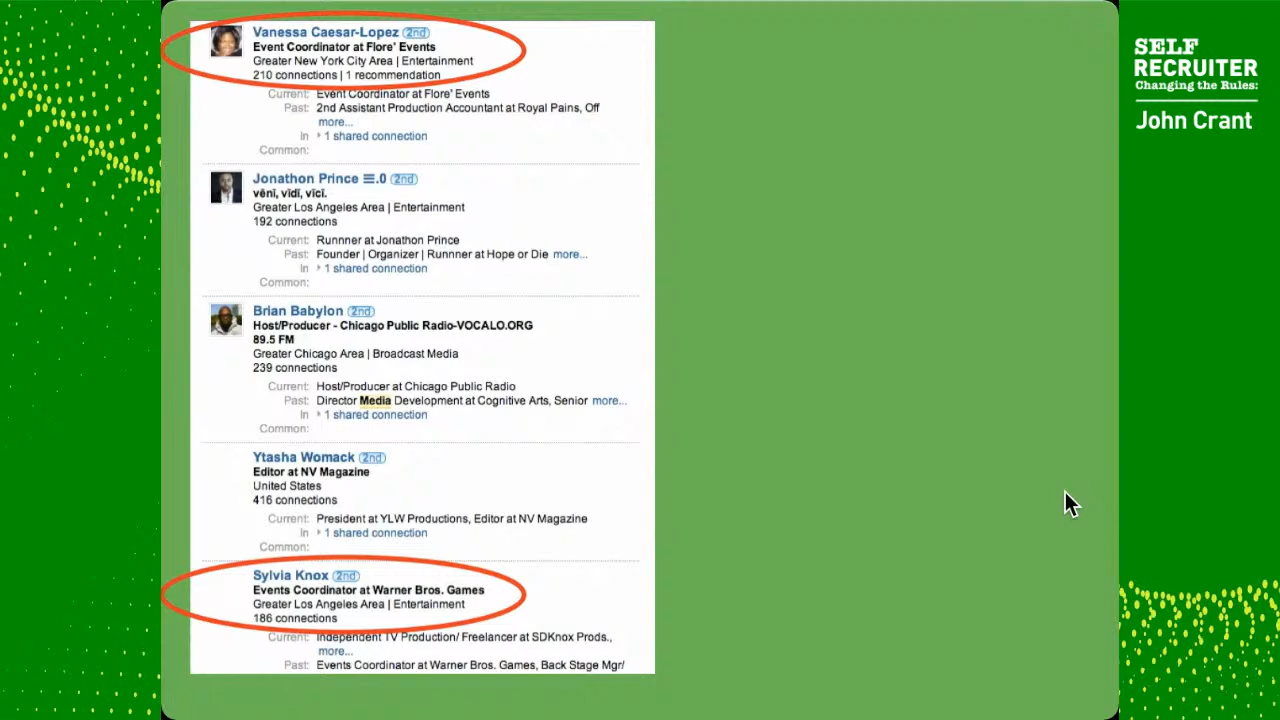 Vanessa Caesar-Lopez 2nd
Event Coordinator at Flore' Events
Greater New York City Area | Entertainment
210 connections | 1 recommendation
Current: Event Coordinator at Flore' Events
Past: 2nd Assistant Production Accountant at Royal Pains, Off
more...
In 1 shared connection
Common:
Jonathon Prince ☰.0 2nd
vēnī, vīdī, vīcī.
Greater Los Angeles Area | Entertainment
192 connections
Current: Runnner at Jonathon Prince
Past: Founder | Organizer | Runnner at Hope or Die more...
In 1 shared connection
Common:
Brian Babylon 2nd
Host/Producer - Chicago Public Radio-VOCALO.ORG
89.5 FM
Greater Chicago Area | Broadcast Media
239 connections
Current: Host/Producer at Chicago Public Radio
Past: Director Media Development at Cognitive Arts, Senior more...
In 1 shared connection
Common:
Ytasha Womack 2nd
Editor at NV Magazine
United States
416 connections
Current: President at YLW Productions, Editor at NV Magazine
In 1 shared connection
Common:
Sylvia Knox 2nd
Events Coordinator at Warner Bros. Games
Greater Los Angeles Area | Entertainment
186 connections
Current: Independent TV Production/ Freelancer at SDKnox Prods.,
more...
Past: Events Coordinator at Warner Bros. Games, Back Stage Mgr/
SELF
RECRUITER
Changing the Rules:
John Crant